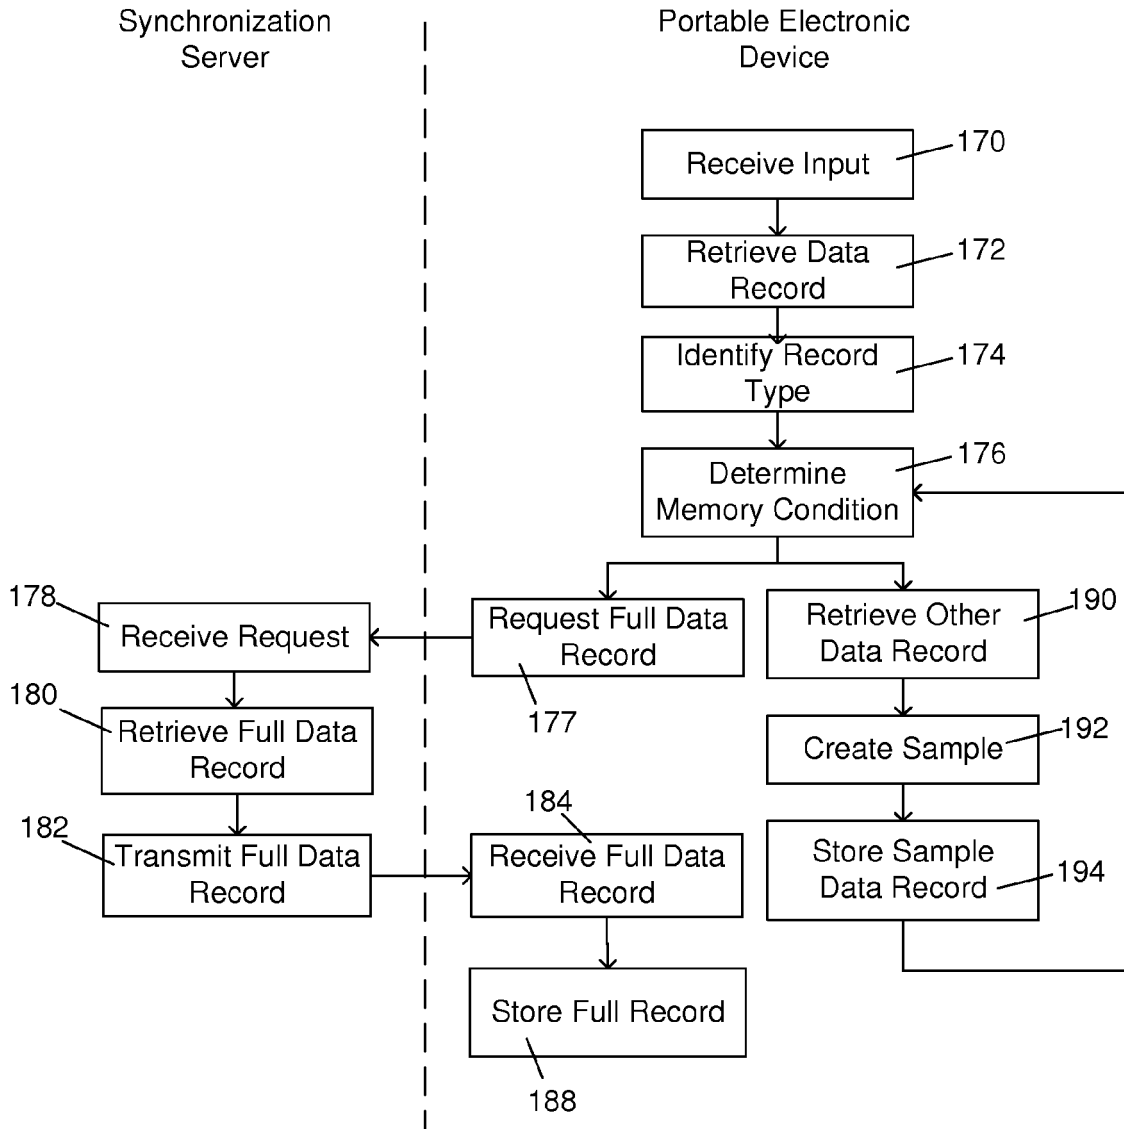 Synchronization
Server
Portable Electronic
Device
Receive Input
170
Retrieve Data
Record
172
Identify Record
Type
174
Determine
Memory Condition
176
178
Receive Request
Request Full Data
Record
177
Retrieve Other
Data Record
190
180
Retrieve Full Data
Record
Create Sample
192
182
Transmit Full Data
Record
184
Receive Full Data
Record
Store Sample
Data Record
194
Store Full Record
188